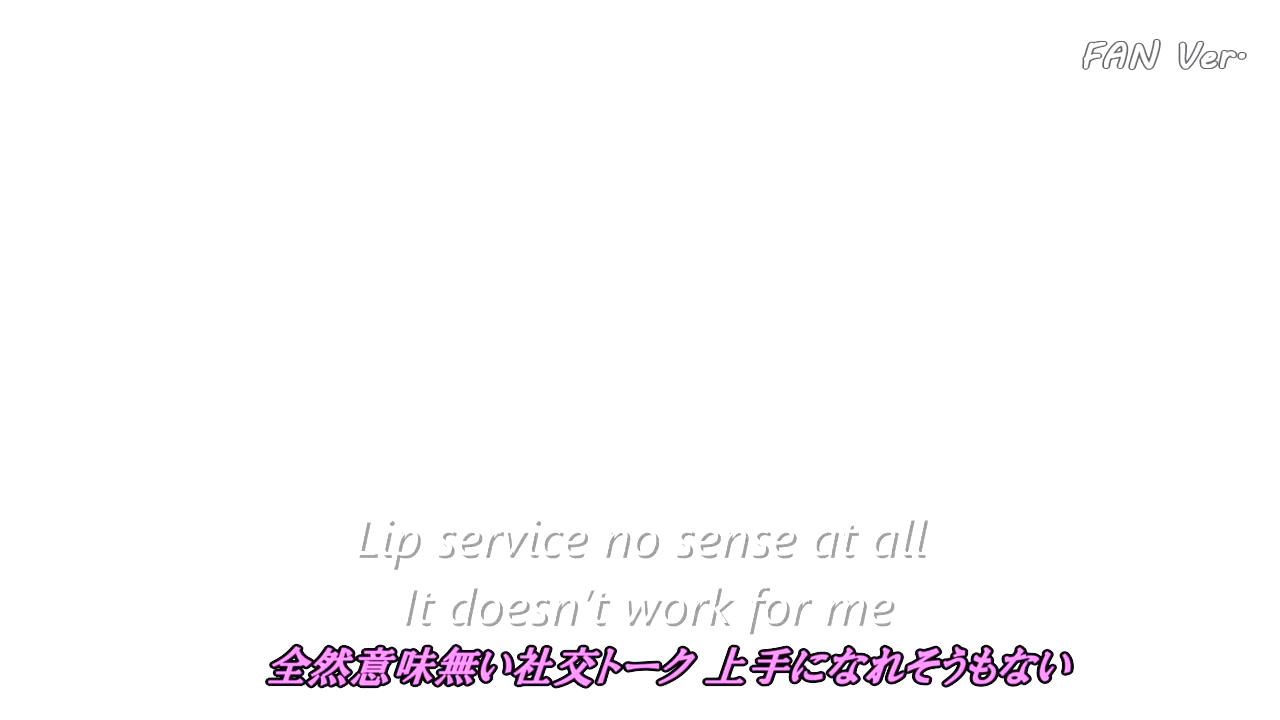 FAN Ver.
Lip service no sense at all
It doesn't work for me
全然意味無い社交トーク 上手になれそうもない